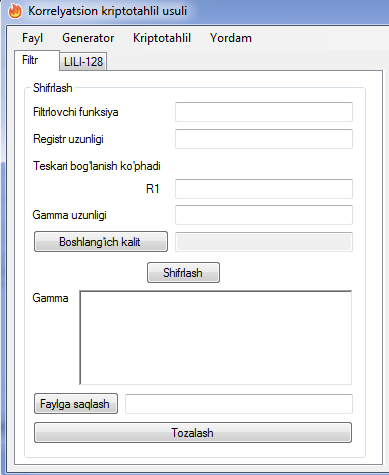 Korrelyatsion kriptotahlil usuli
Fayl Generator Kriptotahlil Yordam
Filtr LILI-128
Shifrlash
Filtrlovchi funksiya
Registr uzunligi
Teskari bog'lanish ko'phadi
R1
Gamma uzunligi
Boshlang'ich kalit
Shifrlash
Gamma
Faylga saqlash
Tozalash